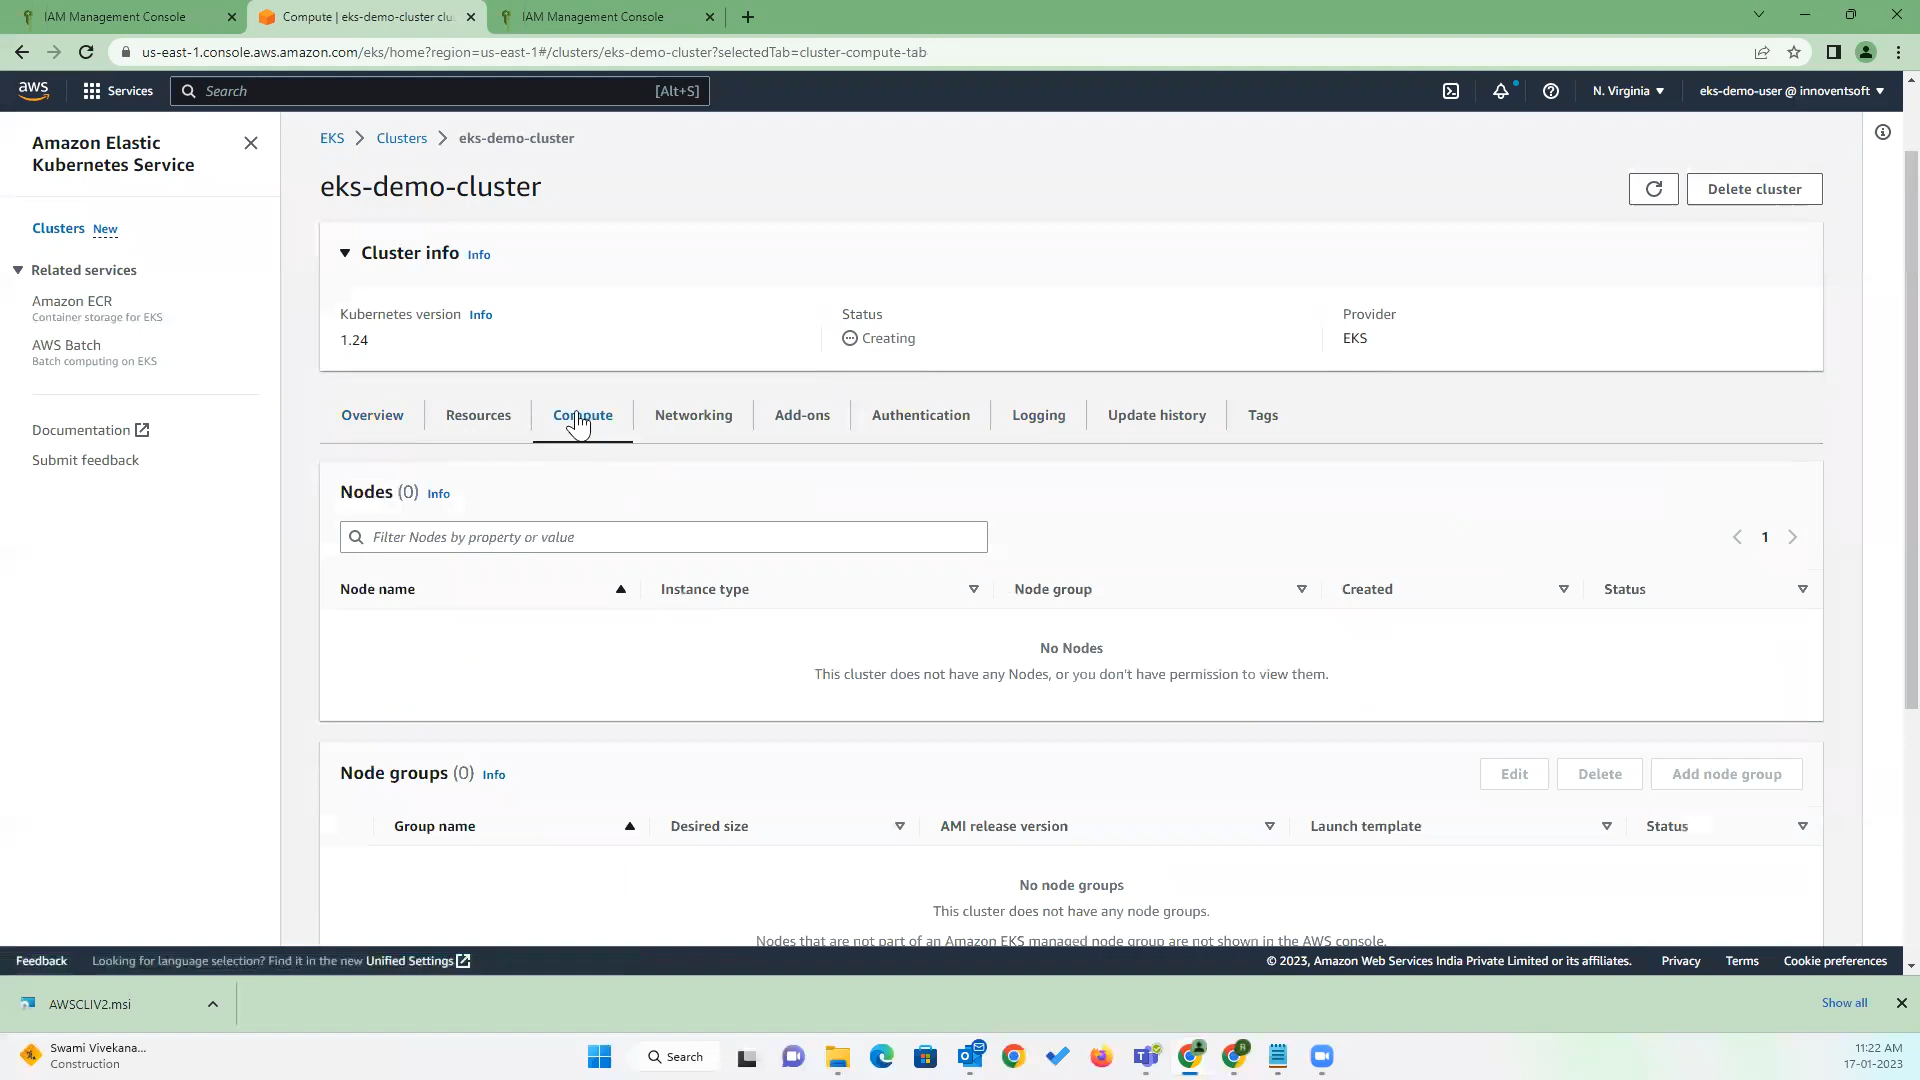 IAM Management Console
Compute | eks-demo-cluster clu
IAM Management Console
us-east-1.console.aws.amazon.com/eks/home?region=us-east-1#/clusters/eks-demo-cluster?selectedTab=cluster-compute-tab
aws
Services
Search
[Alt+S]
N. Virginia
eks-demo-user @ innoventsoft
Amazon Elastic
Kubernetes Service
Clusters New
Related services
Amazon ECR
Container storage for EKS
AWS Batch
Batch computing on EKS
Documentation
Submit feedback
EKS
Clusters
eks-demo-cluster
eks-demo-cluster
Delete cluster
Cluster info Info
Kubernetes version Info
1.24
Status
Creating
Provider
EKS
Overview
Resources
Compute
Networking
Add-ons
Authentication
Logging
Update history
Tags
Nodes (0) Info
Filter Nodes by property or value
1
Node name
Instance type
Node group
Created
Status
No Nodes
This cluster does not have any Nodes, or you don't have permission to view them.
Node groups (0) Info
Edit
Delete
Add node group
Group name
Desired size
AMI release version
Launch template
Status
No node groups
This cluster does not have any node groups.
Nodes that are not part of an Amazon EKS managed node group are not shown in the AWS console.
Feedback
Looking for language selection? Find it in the new Unified Settings
© 2023, Amazon Web Services India Private Limited or its affiliates.
Privacy
Terms
Cookie preferences
AWSCLIV2.msi
Show all
Swami Vivekana...
Construction
Search
11:22 AM
17-01-2023